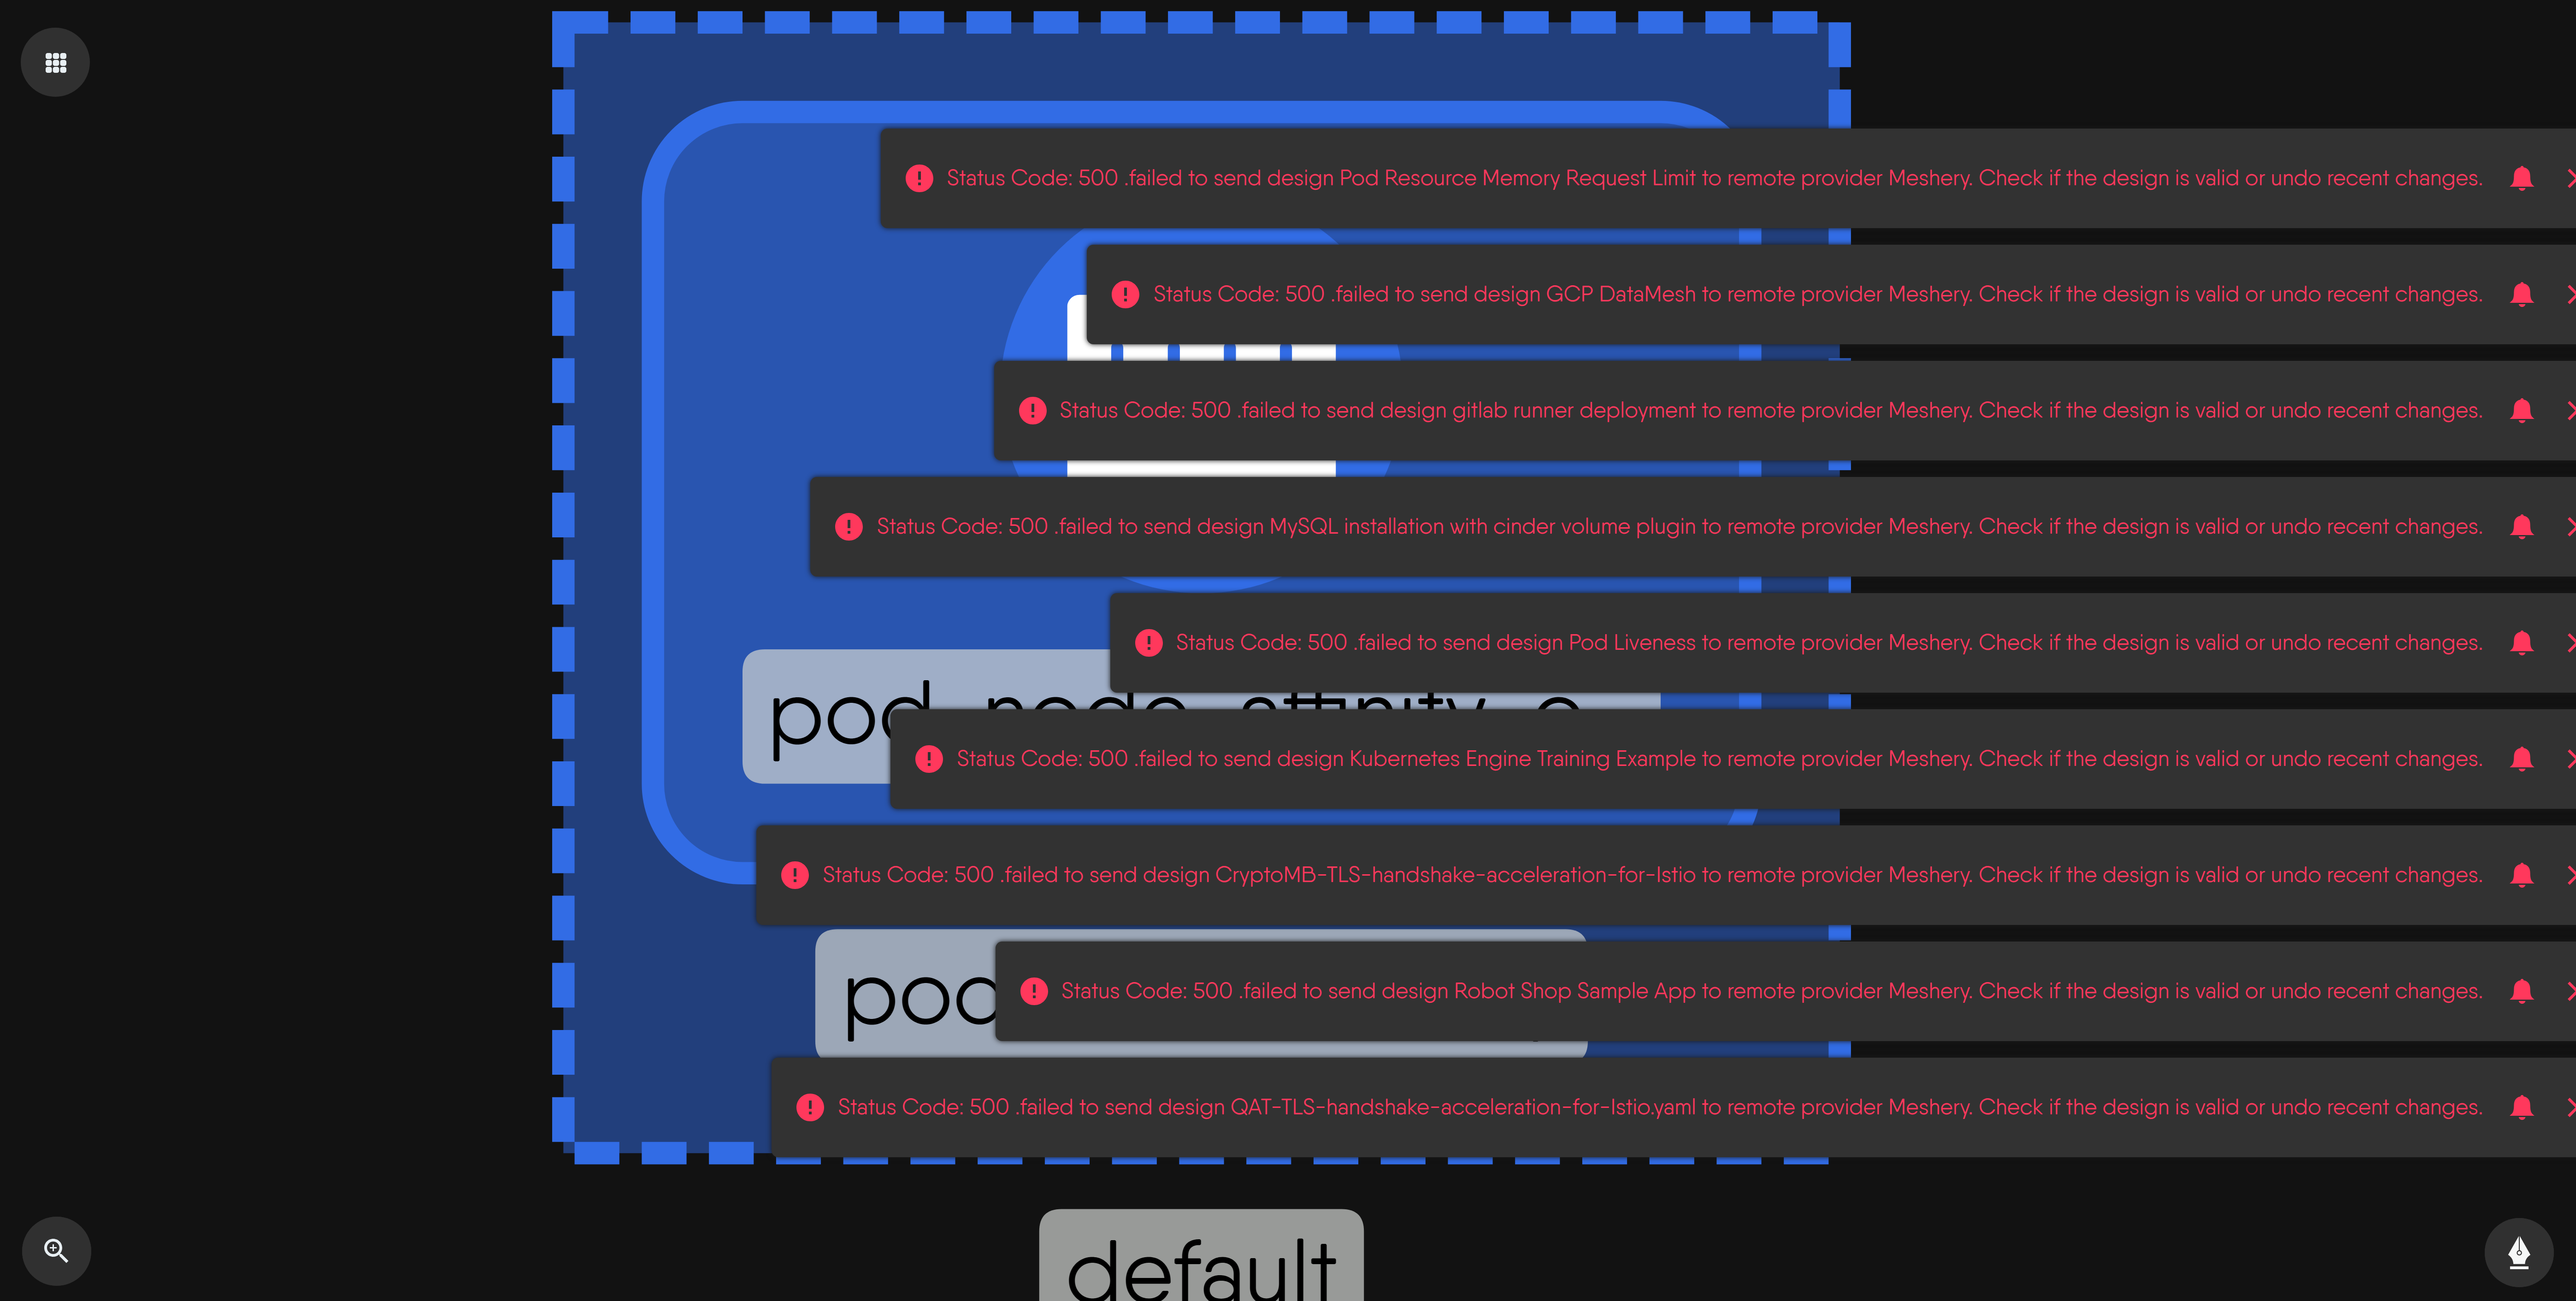 Status Code: 500 .failed to send design Pod Resource Memory Request Limit to remote provider Meshery. Check if the design is valid or undo recent changes.
Status Code: 500 .failed to send design GCP DataMesh to remote provider Meshery. Check if the design is valid or undo recent changes.
Status Code: 500 .failed to send design gitlab runner deployment to remote provider Meshery. Check if the design is valid or undo recent changes.
Status Code: 500 .failed to send design MySQL installation with cinder volume plugin to remote provider Meshery. Check if the design is valid or undo recent changes.
Status Code: 500 .failed to send design Pod Liveness to remote provider Meshery. Check if the design is valid or undo recent changes.
pod-node-affinity-
Status Code: 500 .failed to send design Kubernetes Engine Training Example to remote provider Meshery. Check if the design is valid or undo recent changes.
Status Code: 500 .failed to send design CryptoMB-TLS-handshake-acceleration-for-Istio to remote provider Meshery. Check if the design is valid or undo recent changes.
Status Code: 500 .failed to send design Robot Shop Sample App to remote provider Meshery. Check if the design is valid or undo recent changes.
Status Code: 500 .failed to send design QAT-TLS-handshake-acceleration-for-Istio.yaml to remote provider Meshery. Check if the design is valid or undo recent changes.
default